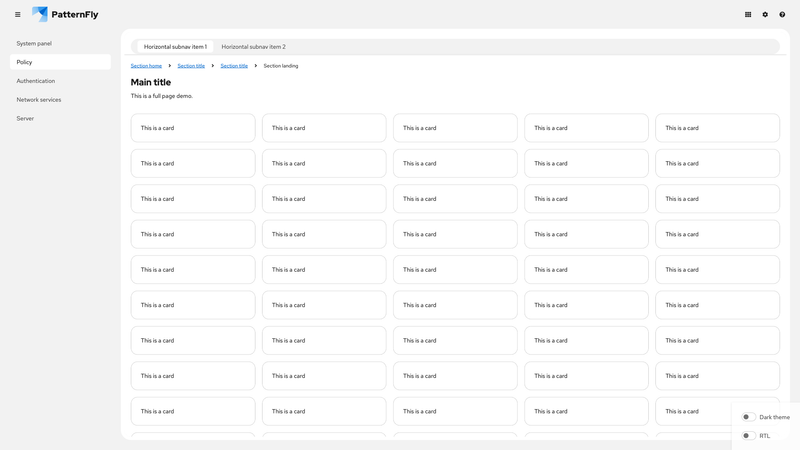 PatternFly
System panel
Policy
Authentication
Network services
Server
Horizontal subnav item 1 Horizontal subnav item 2
Section home Section title Section title Section landing
Main title
This is a full page demo.
This is a card This is a card This is a card This is a card This is a card
This is a card This is a card This is a card This is a card This is a card
This is a card This is a card This is a card This is a card This is a card
This is a card This is a card This is a card This is a card This is a card
This is a card This is a card This is a card This is a card This is a card
This is a card This is a card This is a card This is a card This is a card
This is a card This is a card This is a card This is a card This is a card
This is a card This is a card This is a card This is a card This is a card
This is a card This is a card This is a card This is a card This is a card
Dark theme
RTL